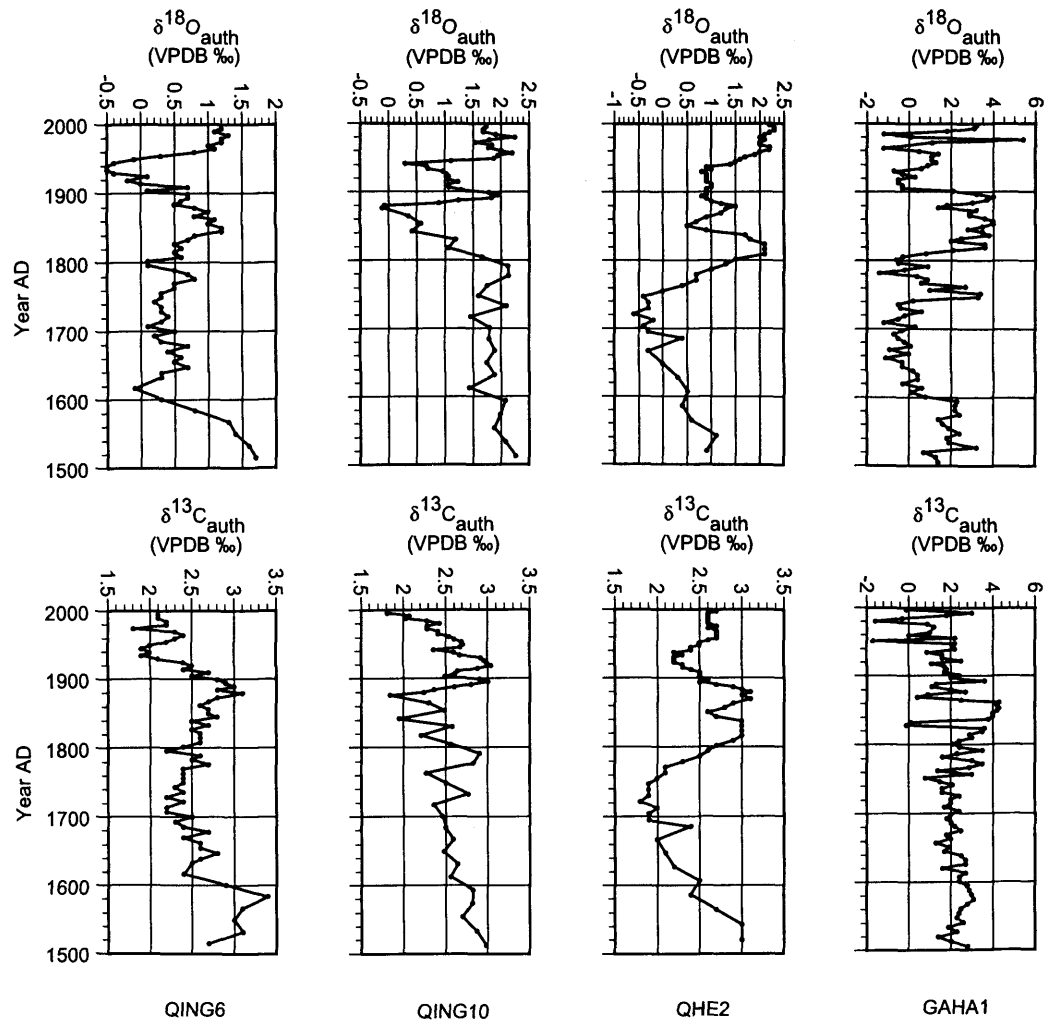 δ18Oauth δ18Oauth δ18Oauth δ18Oauth
(VPDB ‰) (VPDB ‰) (VPDB ‰) (VPDB ‰)
-0.5 0 0.5 1 1.5 2 0 0.5 1 1.5 2 2.5 -1 -0.5 0 0.5 1 1.5 2 2.5 -2 0 2 4 6
2000
1900
1800
1700
1600
1500
Year AD
δ13Cauth δ13Cauth δ13Cauth δ13Cauth
(VPDB ‰) (VPDB ‰) (VPDB ‰) (VPDB ‰)
1.5 2 2.5 3 3.5 1.5 2 2.5 3 3.5 1.5 2 2.5 3 3.5 -2 0 2 4 6
2000
1900
1800
1700
1600
1500
Year AD
QING6 QING10 QHE2 GAHA1